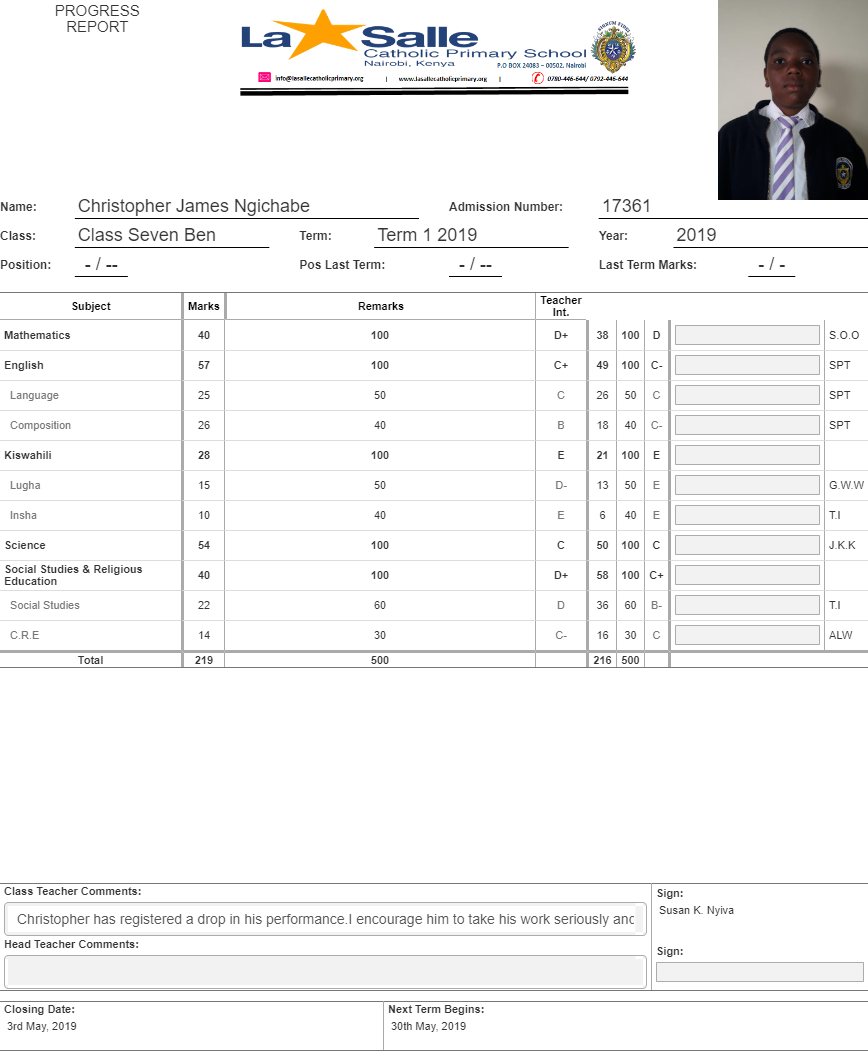 PROGRESS
REPORT
La Salle
Catholic Primary School
Nairobi, Kenya
P.O BOX 24083 – 00502, Nairobi
info@lasallecatholicprimary.org | www.lasallecatholicprimary.org | 0780-446-644/ 0792-446-644
Name: Christopher James Ngichabe Admission Number: 17361
Class: Class Seven Ben Term: Term 1 2019 Year: 2019
Position: - / -- Pos Last Term: - / -- Last Term Marks: - / -
Subject Marks Remarks Teacher Int.
Mathematics 40 100 D+ 38 100 D S.O.O
English 57 100 C+ 49 100 C- SPT
Language 25 50 C 26 50 C SPT
Composition 26 40 B 18 40 C- SPT
Kiswahili 28 100 E 21 100 E
Lugha 15 50 D- 13 50 E G.W.W
Insha 10 40 E 6 40 E T.I
Science 54 100 C 50 100 C J.K.K
Social Studies & Religious Education 40 100 D+ 58 100 C+
Social Studies 22 60 D 36 60 B- T.I
C.R.E 14 30 C- 16 30 C ALW
Total 219 500 216 500
Class Teacher Comments: Sign:
Christopher has registered a drop in his performance.I encourage him to take his work seriously and Susan K. Nyiva
Head Teacher Comments: Sign:
Closing Date: Next Term Begins:
3rd May, 2019 30th May, 2019